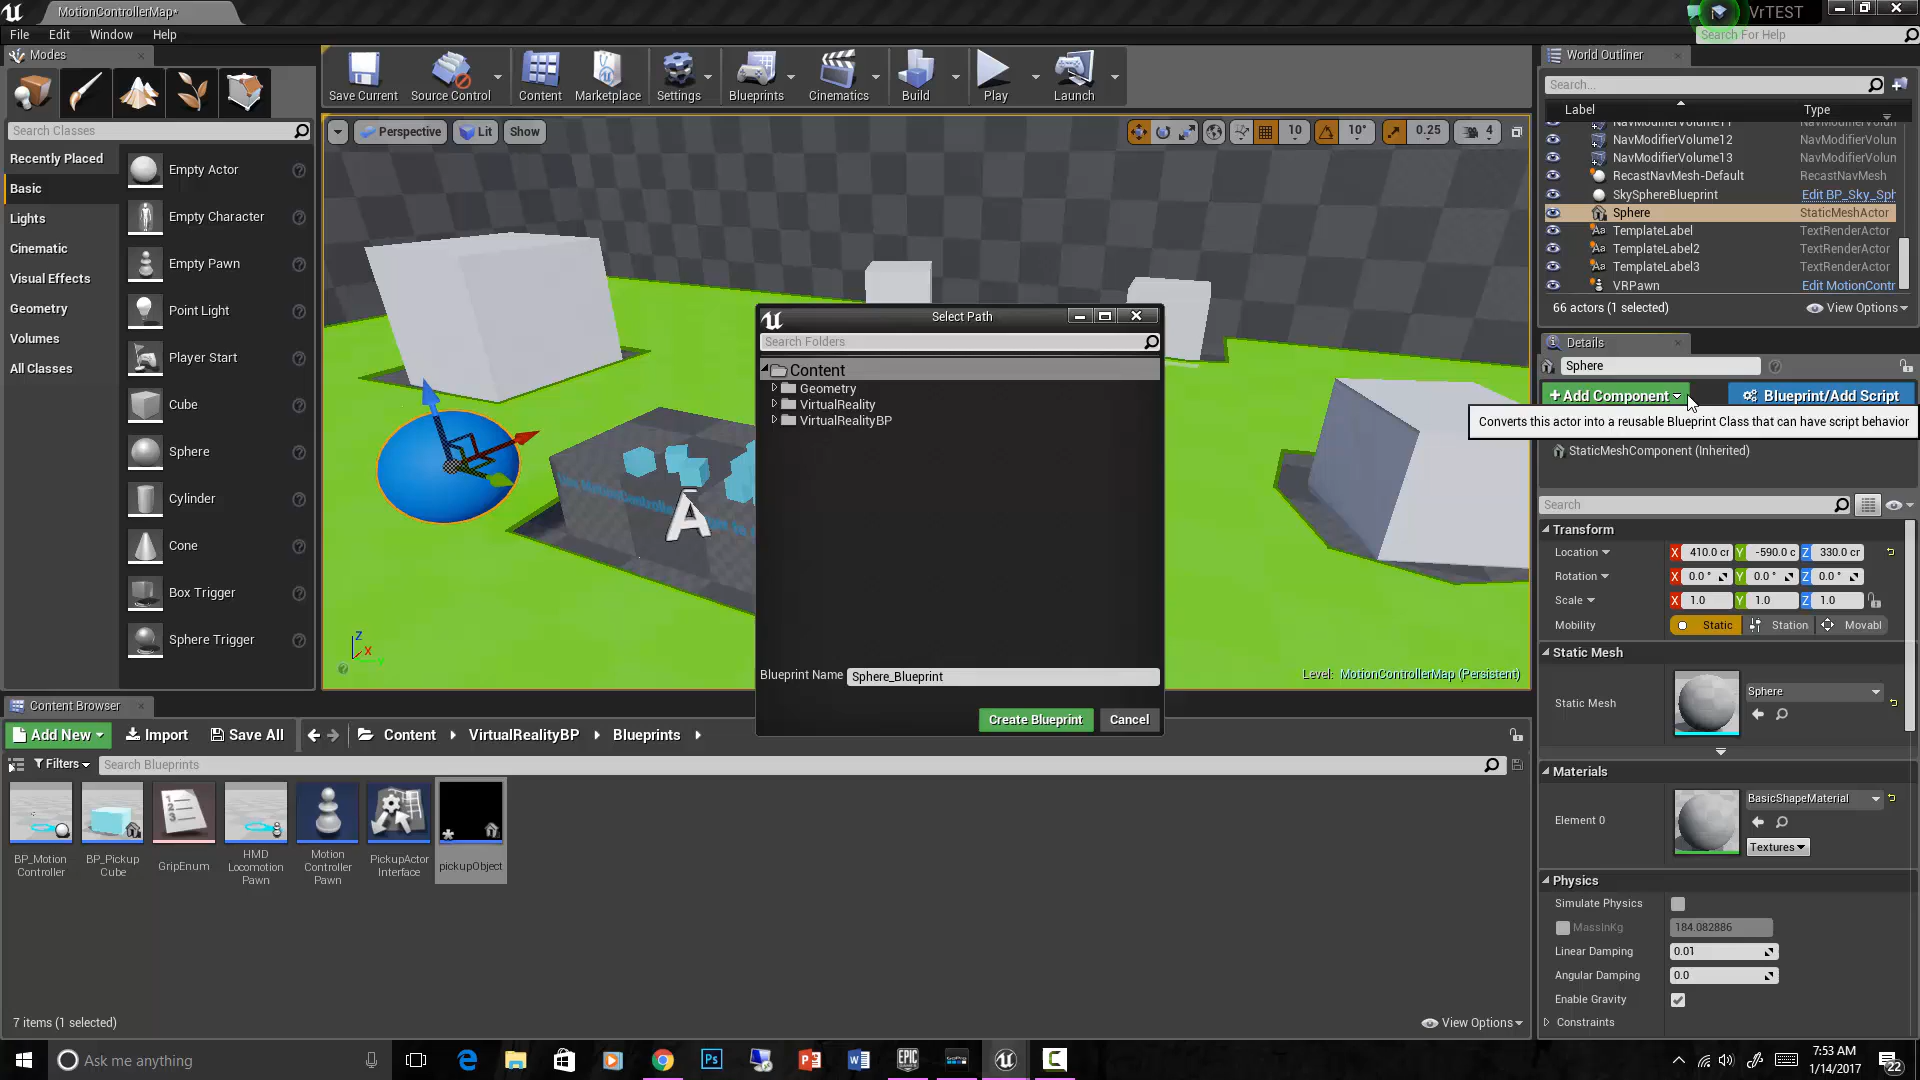 MotionControllerMap*
VrTEST
File Edit Window Help
Search For Help
Modes
Search Classes
Recently Placed
Basic
Lights
Cinematic
Visual Effects
Geometry
Volumes
All Classes
Empty Actor
Empty Character
Empty Pawn
Point Light
Player Start
Cube
Sphere
Cylinder
Cone
Box Trigger
Sphere Trigger
Save Current
Source Control
Content
Marketplace
Settings
Blueprints
Cinematics
Build
Play
Launch
Perspective Lit Show
10 10° 0.25 4
A
Level: MotionControllerMap (Persistent)
Select Path
Search Folders
Content
Geometry
VirtualReality
VirtualRealityBP
Blueprint Name Sphere_Blueprint
Create Blueprint Cancel
World Outliner
Search...
Label Type
NavModifierVolume11 NavModifierVolun
NavModifierVolume12 NavModifierVolun
NavModifierVolume13 NavModifierVolun
RecastNavMesh-Default RecastNavMesh
SkySphereBlueprint Edit BP_Sky_Sph
Sphere StaticMeshActor
TemplateLabel TextRenderActor
TemplateLabel2 TextRenderActor
TemplateLabel3 TextRenderActor
VRPawn Edit MotionContr
66 actors (1 selected) View Options
Details
Sphere
+Add Component Blueprint/Add Script
Converts this actor into a reusable Blueprint Class that can have script behavior
StaticMeshComponent (Inherited)
Search
Transform
Location X 410.0 cr Y -590.0 c Z 330.0 cr
Rotation X 0.0 ° Y 0.0 ° Z 0.0 °
Scale X 1.0 Y 1.0 Z 1.0
Mobility Static Station Movabl
Static Mesh
Static Mesh Sphere
Materials
Element 0 BasicShapeMaterial
Textures
Physics
Simulate Physics
MassInKg 184.082886
Linear Damping 0.01
Angular Damping 0.0
Enable Gravity
Constraints
Content Browser
Add New Import Save All Content VirtualRealityBP Blueprints
Filters Search Blueprints
BP_Motion
Controller
BP_Pickup
Cube
GripEnum
HMD
Locomotion
Pawn
Motion
Controller
Pawn
PickupActor
Interface
pickupObject
7 items (1 selected) View Options
Ask me anything
7:53 AM
1/14/2017
22